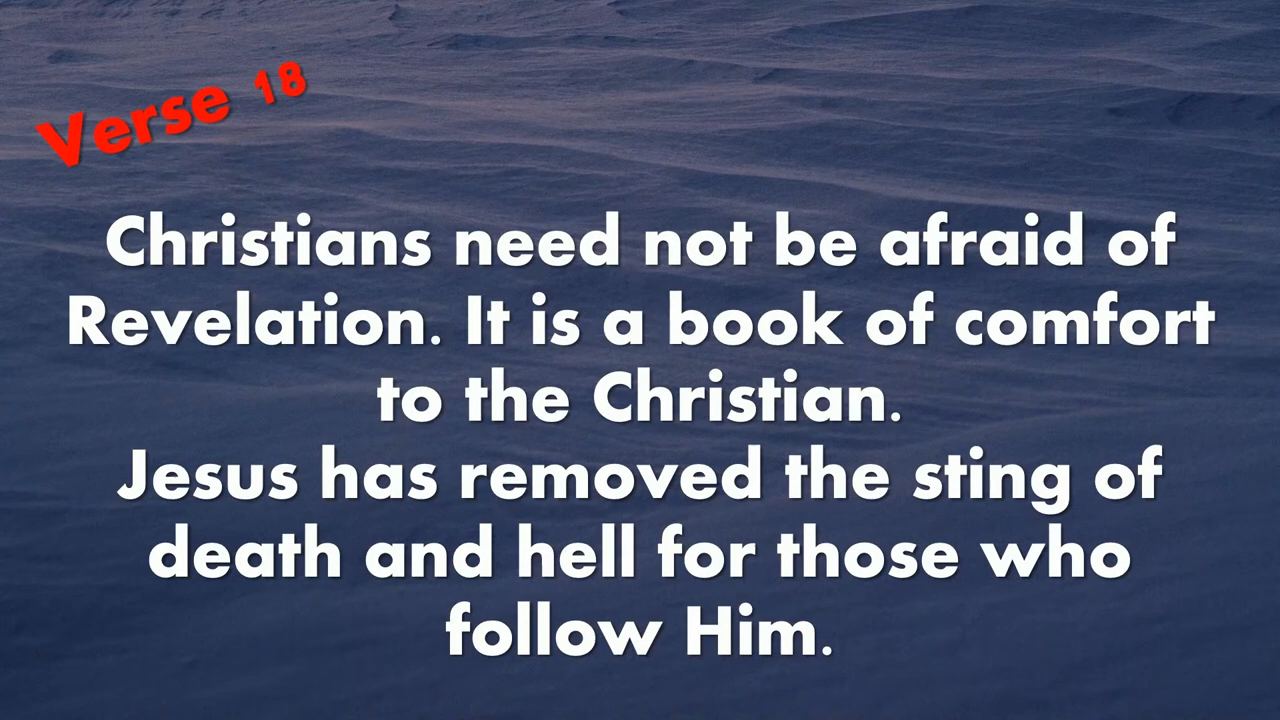 Verse 18
Christians need not be afraid of
Revelation. It is a book of comfort
to the Christian.
Jesus has removed the sting of
death and hell for those who
follow Him.